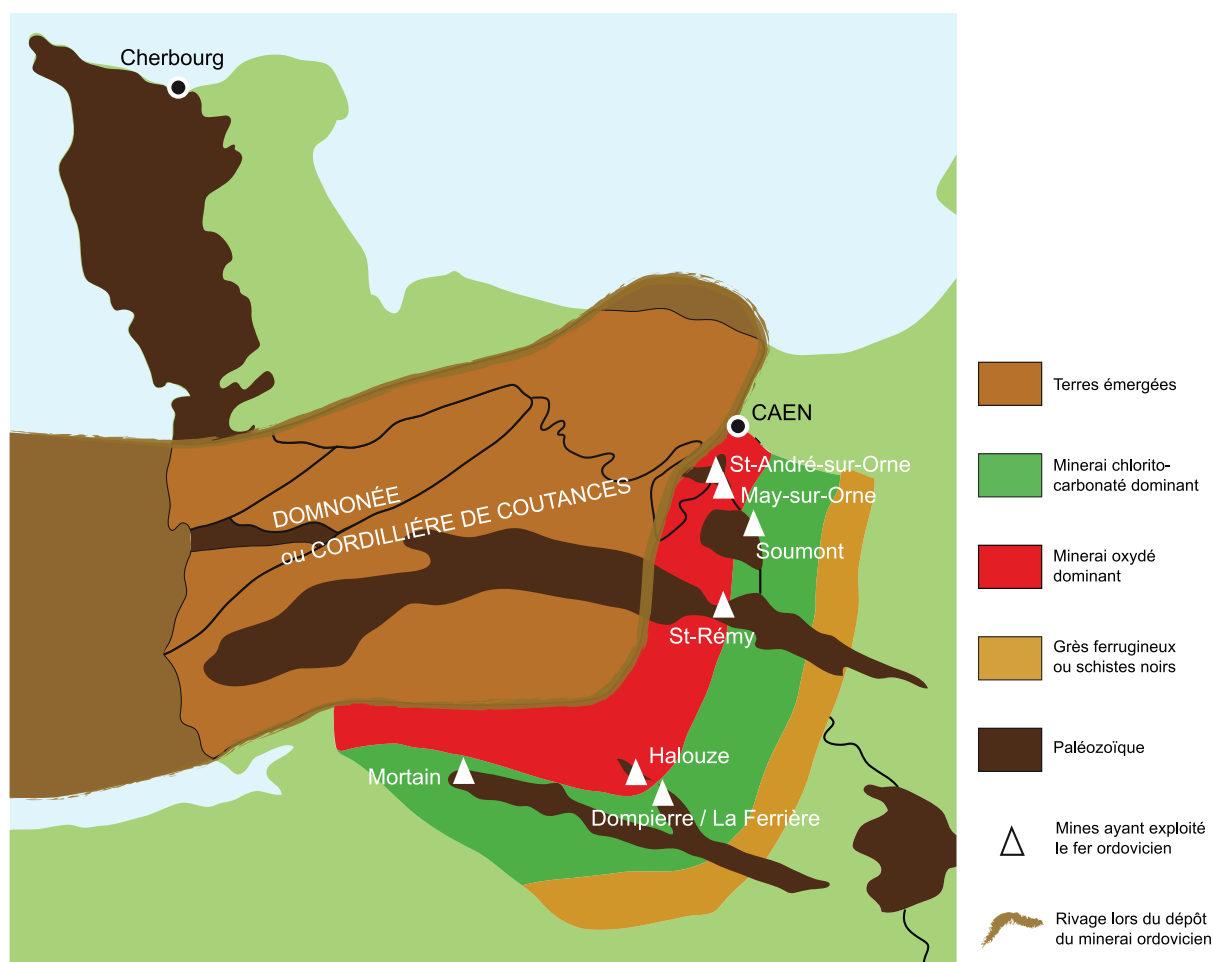 Cherbourg
CAEN
St-André-sur-Orne
May-sur-Orne
DOMNONÉE
ou CORDILLIÉRE DE COUTANCES
Soumont
St-Rémy
Halouze
Mortain
Dompierre / La Ferrière
Terres émergées
Minerai chlorito-
carbonaté dominant
Minerai oxydé
dominant
Grès ferrugineux
ou schistes noirs
Paléozoïque
Mines ayant exploité
le fer ordovicien
Rivage lors du dépôt
du minerai ordovicien